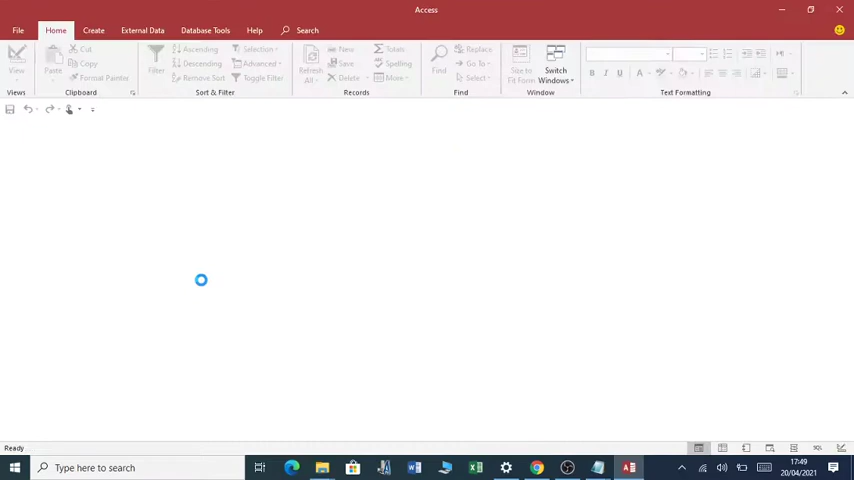 Access
File Home Create External Data Database Tools Help Search
View Paste Cut Copy Format Painter Filter Ascending Descending Remove Sort Selection Advanced Toggle Filter Refresh All New Save Delete Totals Spelling More Find Replace Go To Select Size to Fit Form Switch Windows B I U A
Views Clipboard Sort & Filter Records Find Window Text Formatting
Ready SQL
Type here to search 17:49
20/04/2021